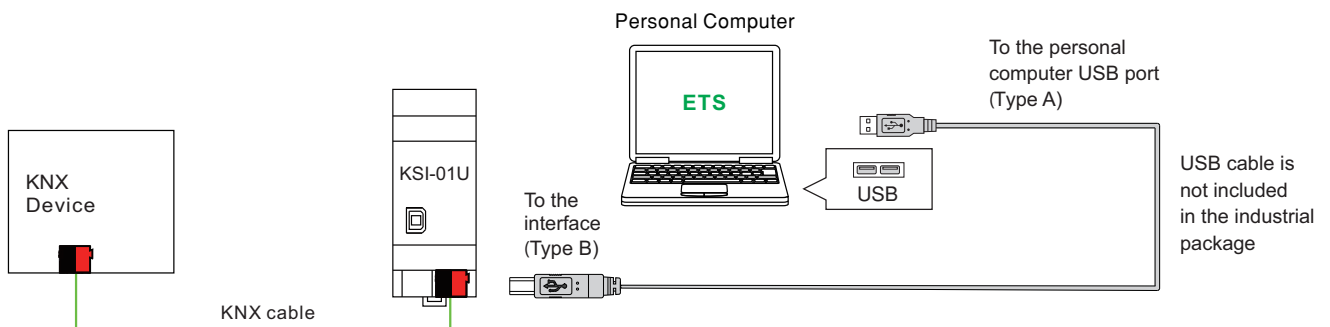 Personal Computer
To the personal
computer USB port
(Type A)
ETS
KSI-01U
KNX
Device
USB
USB cable is
not included
in the industrial
package
To the
interface
(Type B)
KNX cable